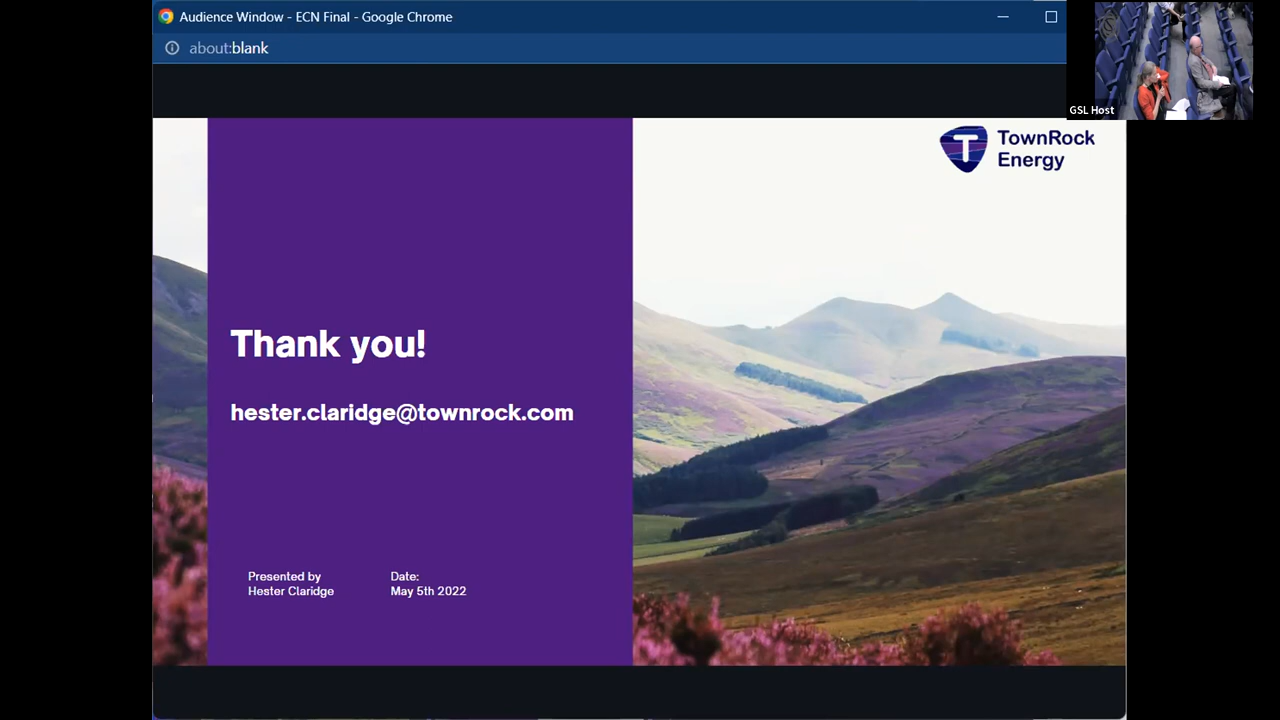 Audience Window - ECN Final - Google Chrome
about:blank
GSL Host
TownRock
Energy
Thank you!
hester.claridge@townrock.com
Presented by
Hester Claridge
Date:
May 5th 2022